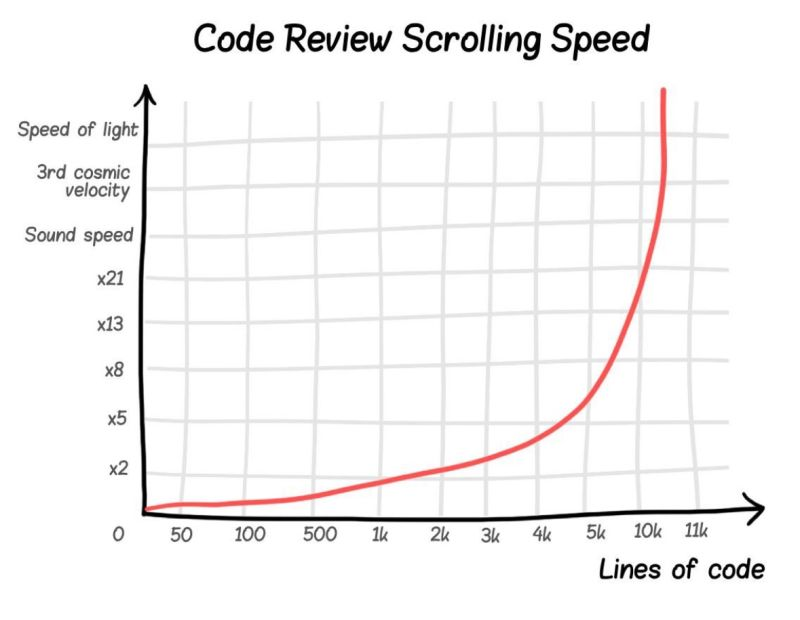 Code Review Scrolling Speed
Speed of light
3rd cosmic
velocity
Sound speed
x21
x13
x8
x5
x2
0 50 100 500 1k 2k 3k 4k 5k 10k 11k
Lines of code